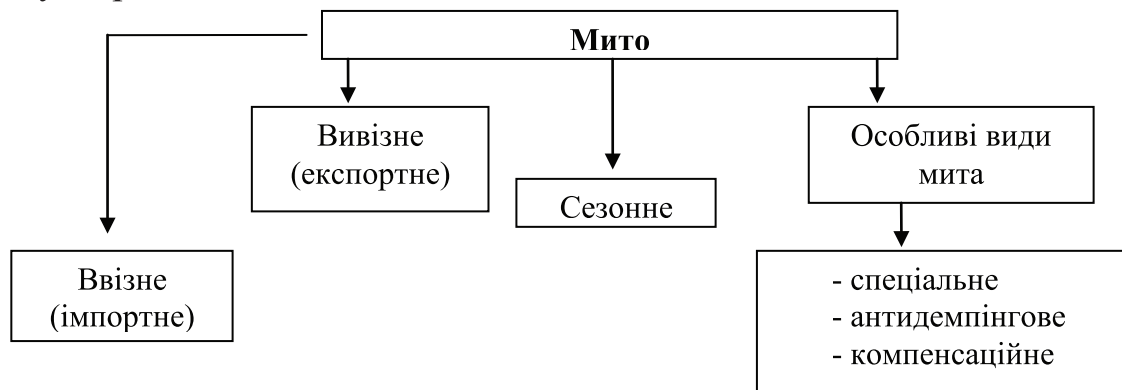 Мито
Вивізне
(експортне)
Сезонне
Особливі види
мита
Ввізне
(імпортне)
- спеціальне
- антидемпінгове
- компенсаційне